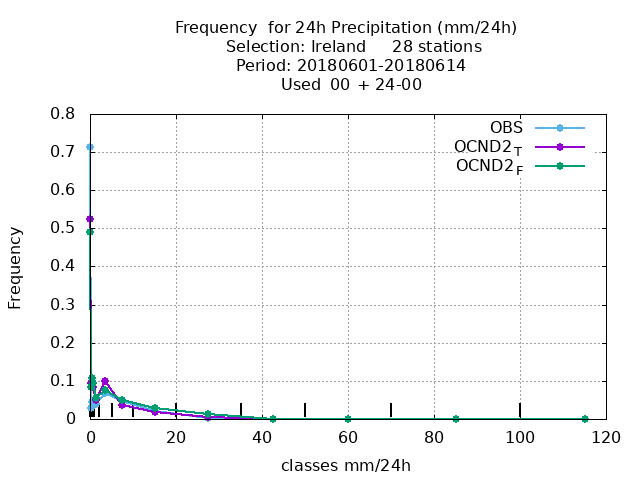 Frequency  for 24h Precipitation (mm/24h)
Selection: Ireland     28 stations
Period: 20180601-20180614
Used  00 + 24-00
OBS
OCND2T
OCND2F
Frequency
0.8
0.7
0.6
0.5
0.4
0.3
0.2
0.1
0
0 20 40 60 80 100 120
classes mm/24h